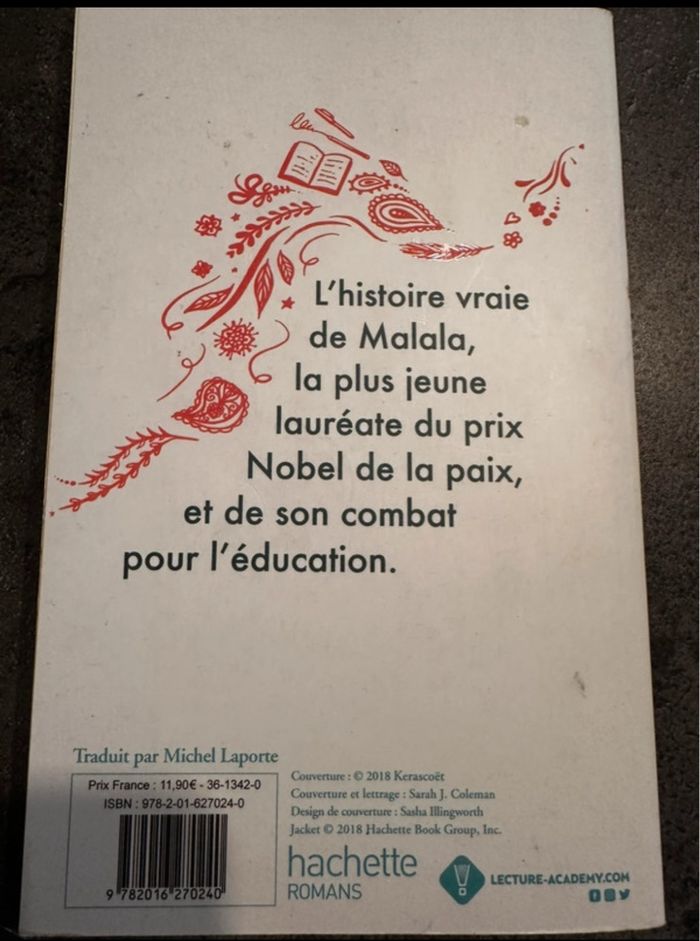 L'histoire vraie
de Malala,
la plus jeune
lauréate du prix
Nobel de la paix,
et de son combat
pour l'éducation.
Traduit par Michel Laporte
Prix France : 11,90€ - 36-1342-0
ISBN : 978-2-01-627024-0
9 782016 270240
Couverture : © 2018 Kerascoët
Couverture et lettrage : Sarah J. Coleman
Design de couverture : Sasha Illingworth
Jacket © 2018 Hachette Book Group, Inc.
hachette
ROMANS
LECTURE-ACADEMY.COM